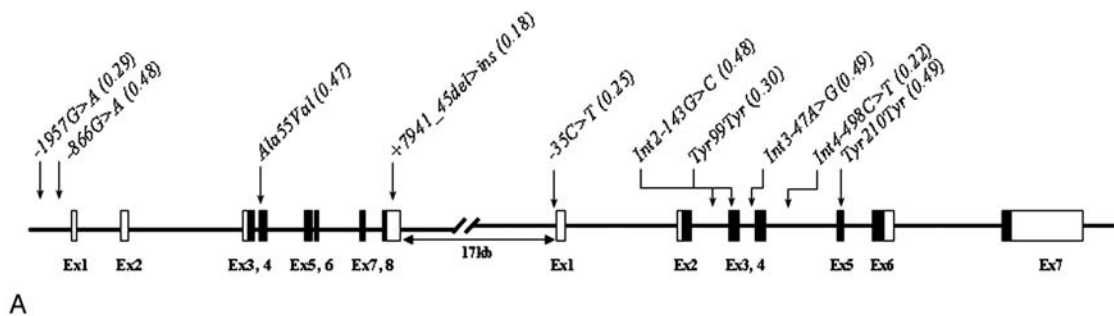 -1957G>A (0.29)
-866G>A (0.48)
Ala55Val (0.47)
+7941_45del>ins (0.18)
-35C>T (0.25)
Int2-143G>C (0.48)
Tyr99Tyr (0.30)
Int3-47A>G (0.49)
Int4-498C>T (0.22)
Tyr210Tyr (0.49)
17kb
Ex1 Ex2 Ex3, 4 Ex5, 6 Ex7, 8 Ex1 Ex2 Ex3, 4 Ex5 Ex6 Ex7
A